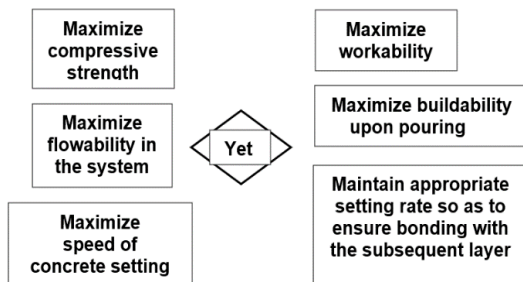 Maximize
compressive
strength
Maximize
flowability in
the system
Maximize
speed of
concrete setting
Yet
Maximize
workability
Maximize buildability
upon pouring
Maintain appropriate
setting rate so as to
ensure bonding with
the subsequent layer